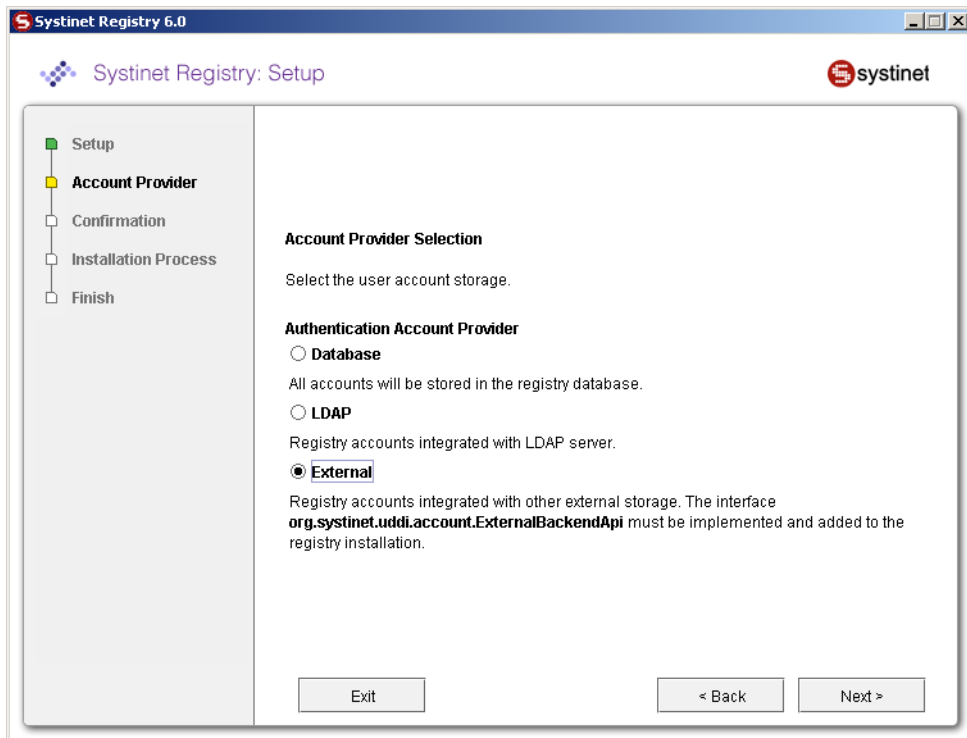 Systinet Registry 6.0
Systinet Registry: Setup
systinet
Setup
Account Provider
Confirmation
Installation Process
Finish
Account Provider Selection
Select the user account storage.
Authentication Account Provider
Database
All accounts will be stored in the registry database.
LDAP
Registry accounts integrated with LDAP server.
External
Registry accounts integrated with other external storage. The interface
org.systinet.uddi.account.ExternalBackendApi must be implemented and added to the
registry installation.
Exit
< Back
Next >